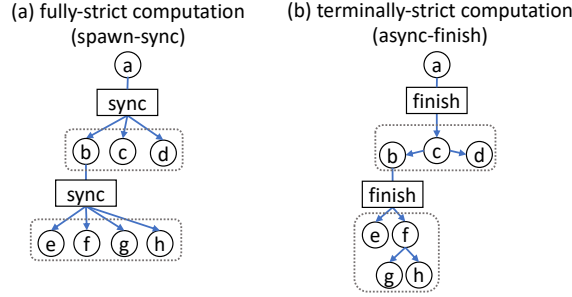 (a) fully-strict computation
(spawn-sync)
a
sync
b c d
sync
e f g h
(b) terminally-strict computation
(async-finish)
a
finish
b c d
finish
e f
g h